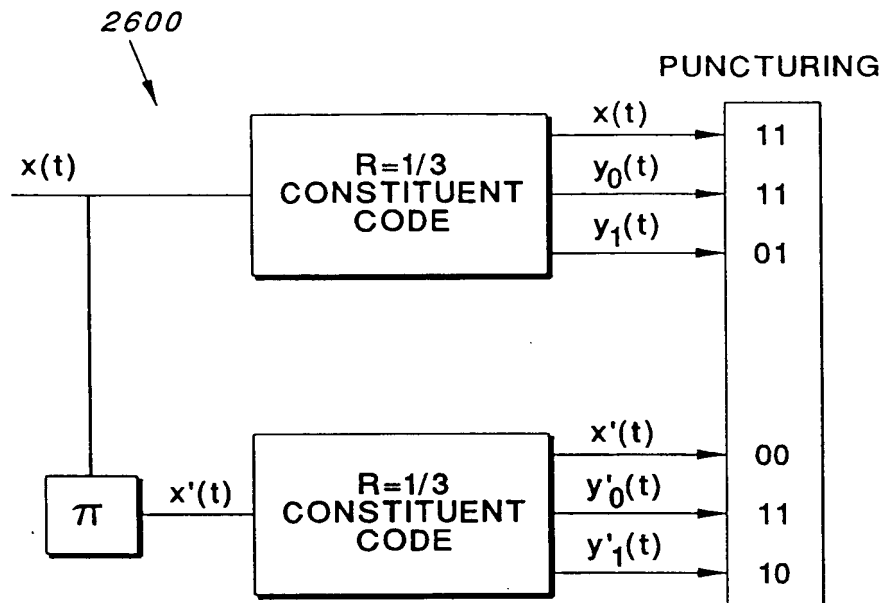 2600
PUNCTURING
x(t)
R=1/3
CONSTITUENT
CODE
x(t)
11
y₀(t)
11
y₁(t)
01
π
x'(t)
R=1/3
CONSTITUENT
CODE
x'(t)
00
y'₀(t)
11
y'₁(t)
10